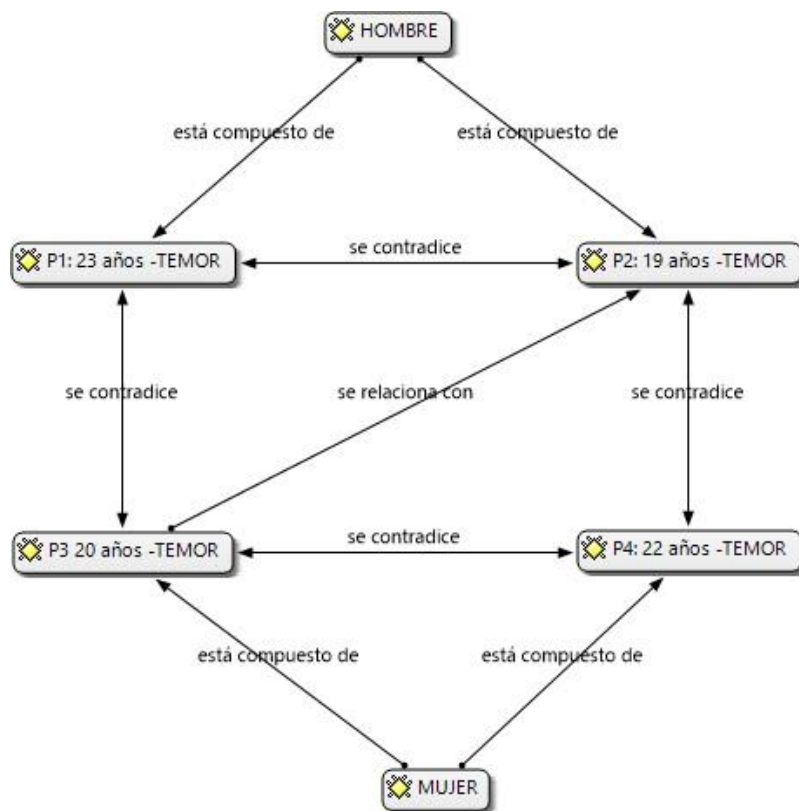 HOMBRE
está compuesto de
está compuesto de
P1: 23 años -TEMOR
se contradice
P2: 19 años -TEMOR
se contradice
se relaciona con
se contradice
P3 20 años -TEMOR
se contradice
P4: 22 años -TEMOR
está compuesto de
está compuesto de
MUJER